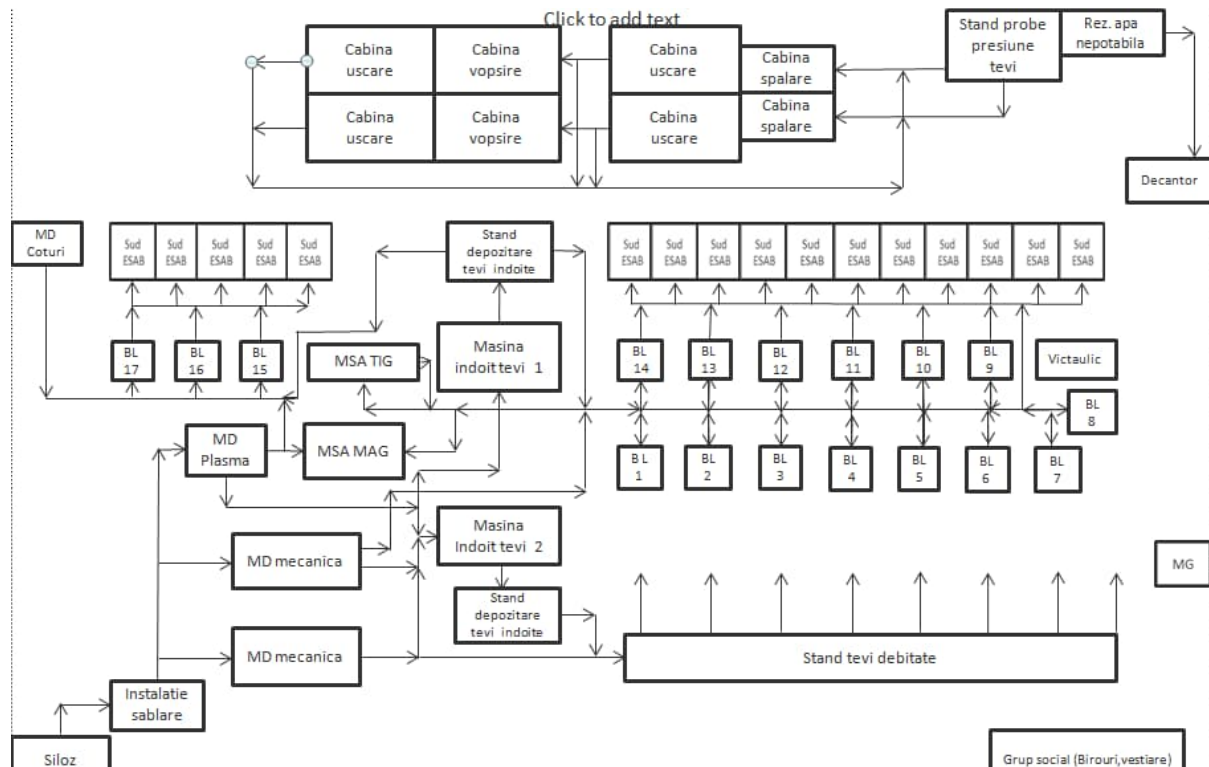 Click to add text
Cabina
uscare
Cabina
vopsire
Cabina
uscare
Cabina
spalare
Stand probe
presiune
tevi
Rez. apa
nepotabila
Cabina
uscare
Cabina
vopsire
Cabina
uscare
Cabina
spalare
Decantor
MD
Coturi
Sud
ESAB
Sud
ESAB
Sud
ESAB
Sud
ESAB
Sud
ESAB
Stand
depozitare
tevi indoite
Sud
ESAB
Sud
ESAB
Sud
ESAB
Sud
ESAB
Sud
ESAB
Sud
ESAB
Sud
ESAB
Sud
ESAB
Sud
ESAB
Sud
ESAB
Sud
ESAB
BL
17
BL
16
BL
15
MSA TIG
Masina
indoit tevi 1
BL
14
BL
13
BL
12
BL
11
BL
10
BL
9
Victaulic
BL
8
MD
Plasma
MSA MAG
BL
1
BL
2
BL
3
BL
4
BL
5
BL
6
BL
7
Masina
Indoit tevi 2
MD mecanica
MG
Stand
depozitare
tevi indoite
MD mecanica
Stand tevi debitate
Instalatie
sablare
Siloz
Grup social (Birouri,vestiare)